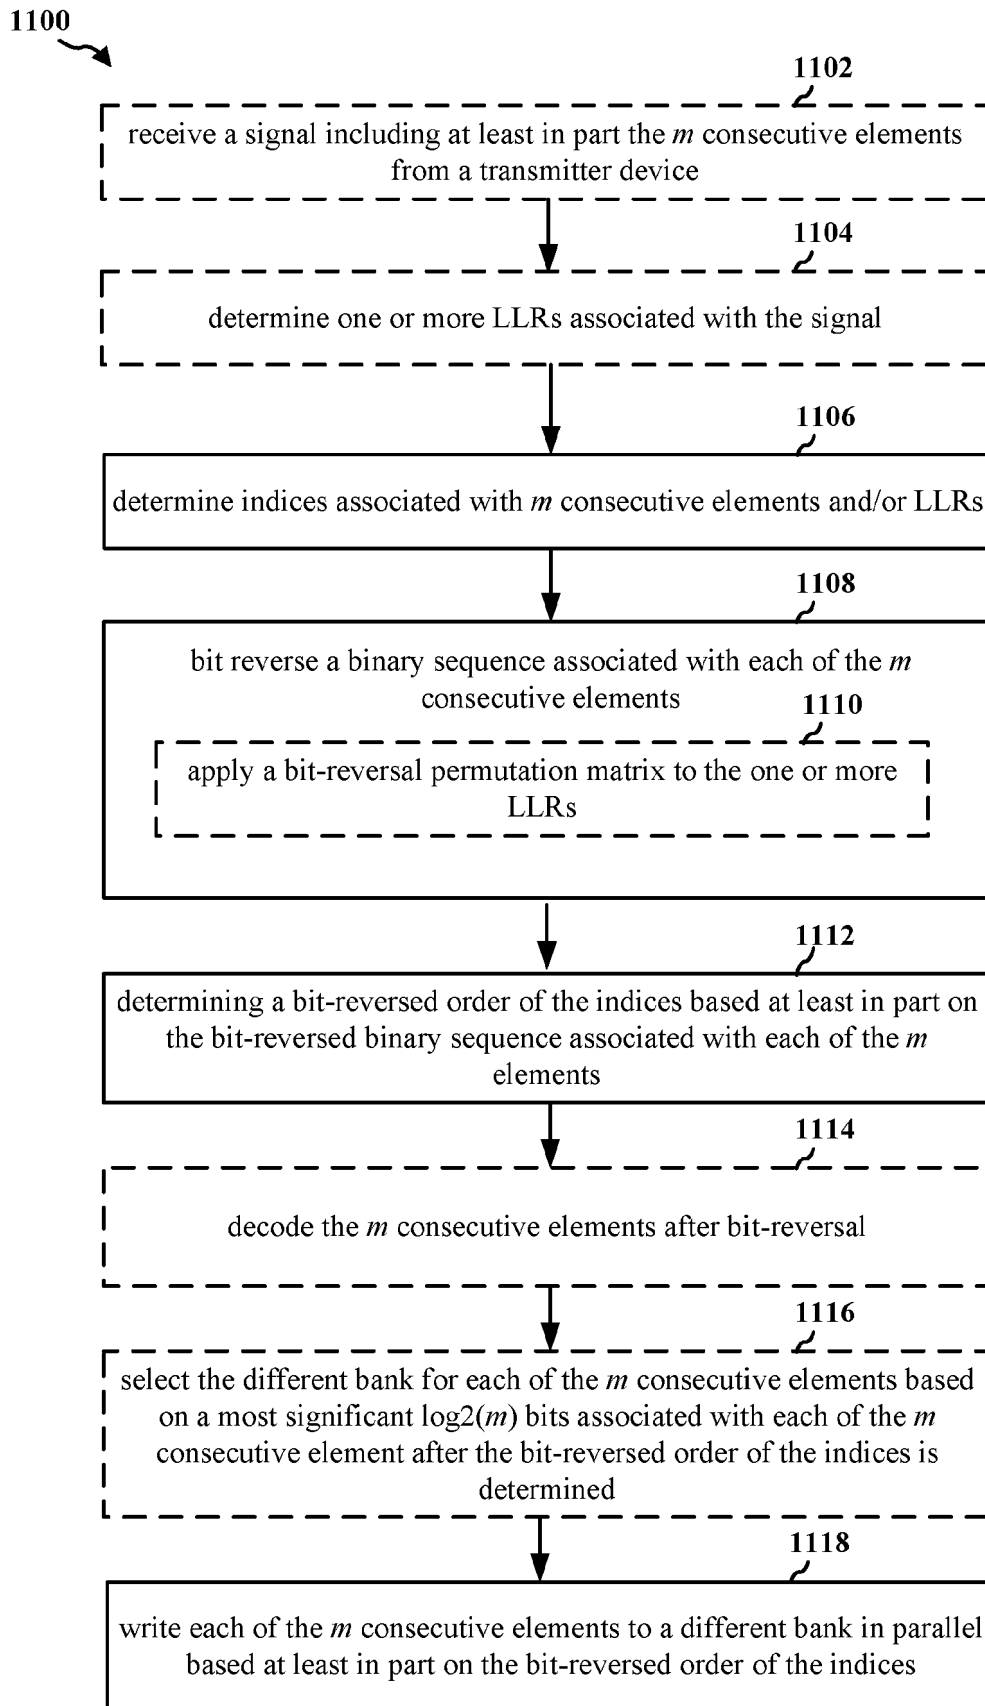 1100
1102
receive a signal including at least in part the m consecutive elements
from a transmitter device
1104
determine one or more LLRs associated with the signal
1106
determine indices associated with m consecutive elements and/or LLRs
1108
bit reverse a binary sequence associated with each of the m
consecutive elements
1110
apply a bit-reversal permutation matrix to the one or more
LLRs
1112
determining a bit-reversed order of the indices based at least in part on
the bit-reversed binary sequence associated with each of the m
elements
1114
decode the m consecutive elements after bit-reversal
1116
select the different bank for each of the m consecutive elements based
on a most significant log2(m) bits associated with each of the m
consecutive element after the bit-reversed order of the indices is
determined
1118
write each of the m consecutive elements to a different bank in parallel
based at least in part on the bit-reversed order of the indices